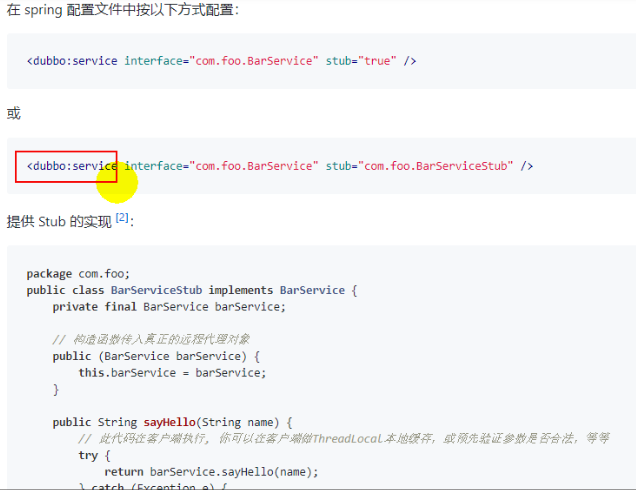 在 spring 配置文件中按以下方式配置：
<dubbo:service interface="com.foo.BarService" stub="true" />
或
<dubbo:service interface="com.foo.BarService" stub="com.foo.BarServiceStub" />
提供 Stub 的实现 [2]：
package com.foo;
public class BarServiceStub implements BarService {
    private final BarService barService;
    // 构造函数传入真正的远程代理对象
    public (BarService barService) {
        this.barService = barService;
    }
    public String sayHello(String name) {
        // 此代码在客户端执行, 你可以在客户端做ThreadLocal本地缓存，或预先验证参数是否合法，等等
        try {
            return barService.sayHello(name);
        } catch (Exception e) {